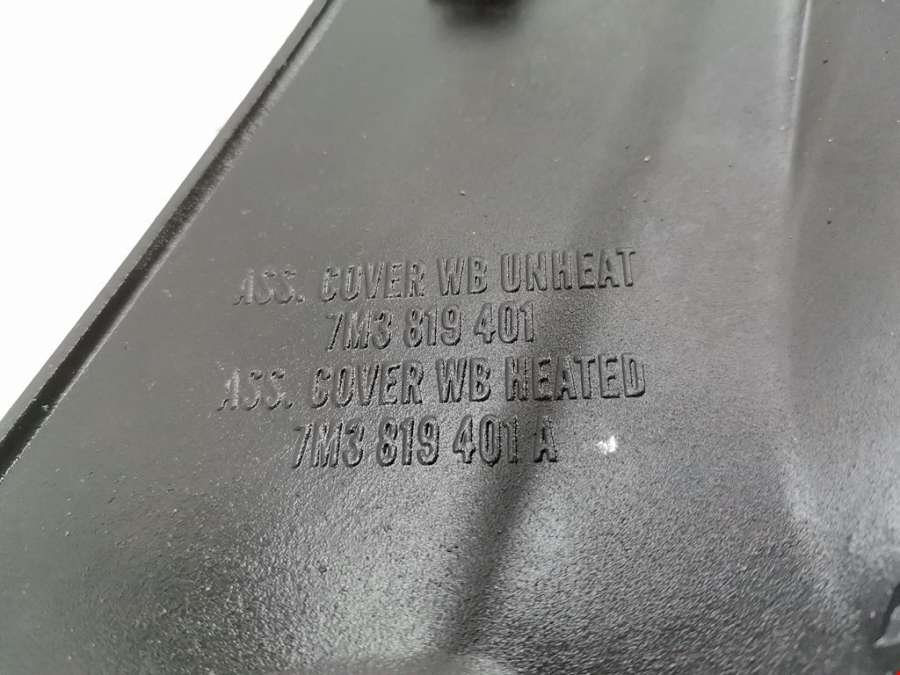 ASS. COVER WB UNHEAT
7M3 819 401
ASS. COVER WB HEATED
7M3 819 401 A